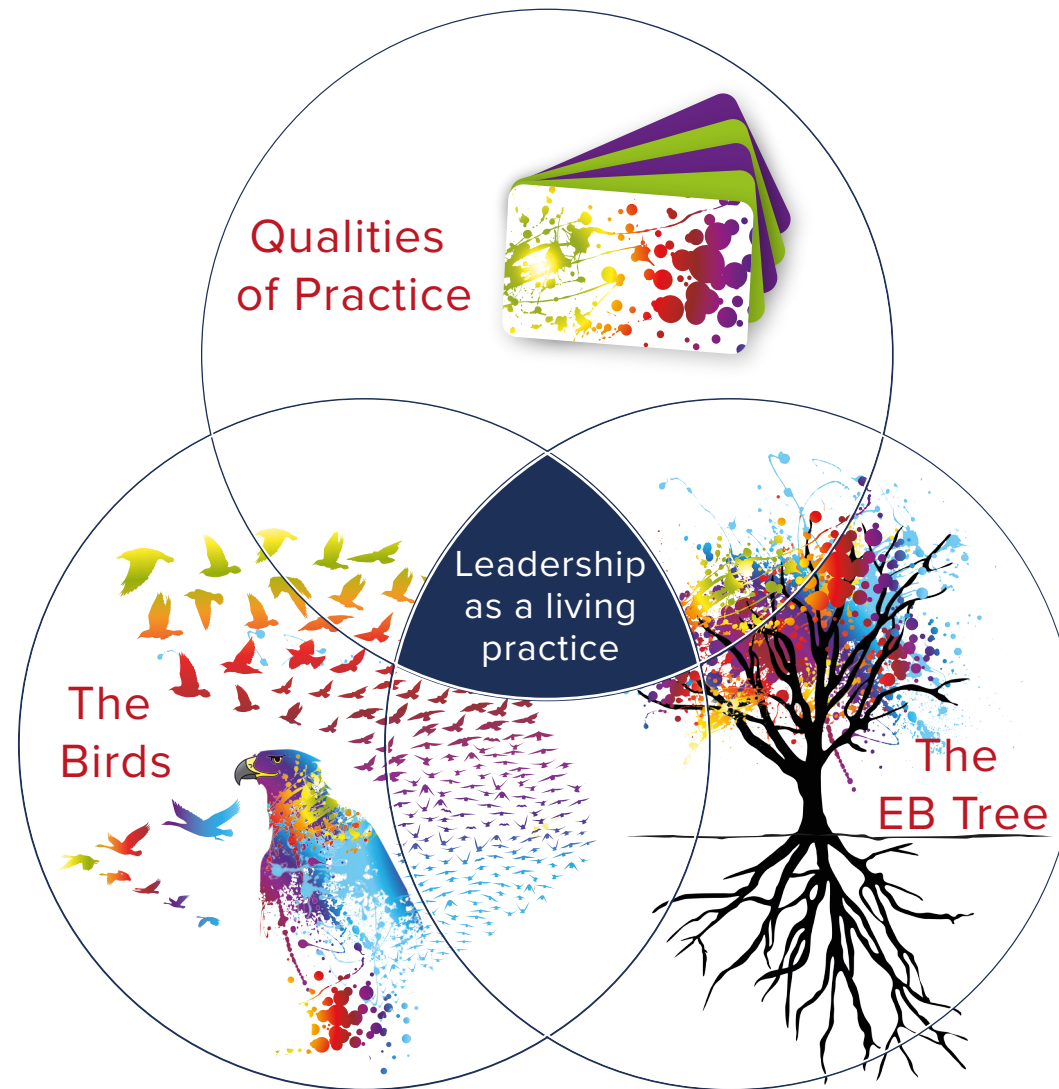 Qualities
of Practice
Leadership
as a living
practice
The
Birds
The
EB Tree